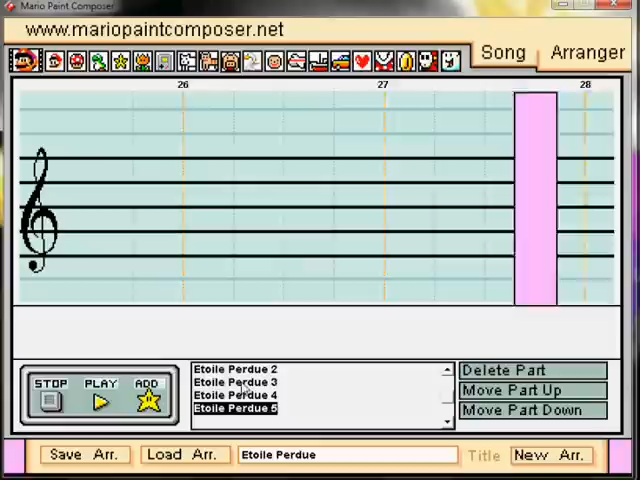 Mario Paint Composer
www.mariopaintcomposer.net
Song
Arranger
26
27
28
STOP
PLAY
ADD
Etoile Perdue 2
Etoile Perdue 3
Etoile Perdue 4
Etoile Perdue 5
Delete Part
Move Part Up
Move Part Down
Save Arr.
Load Arr.
Etoile Perdue
Title
New Arr.